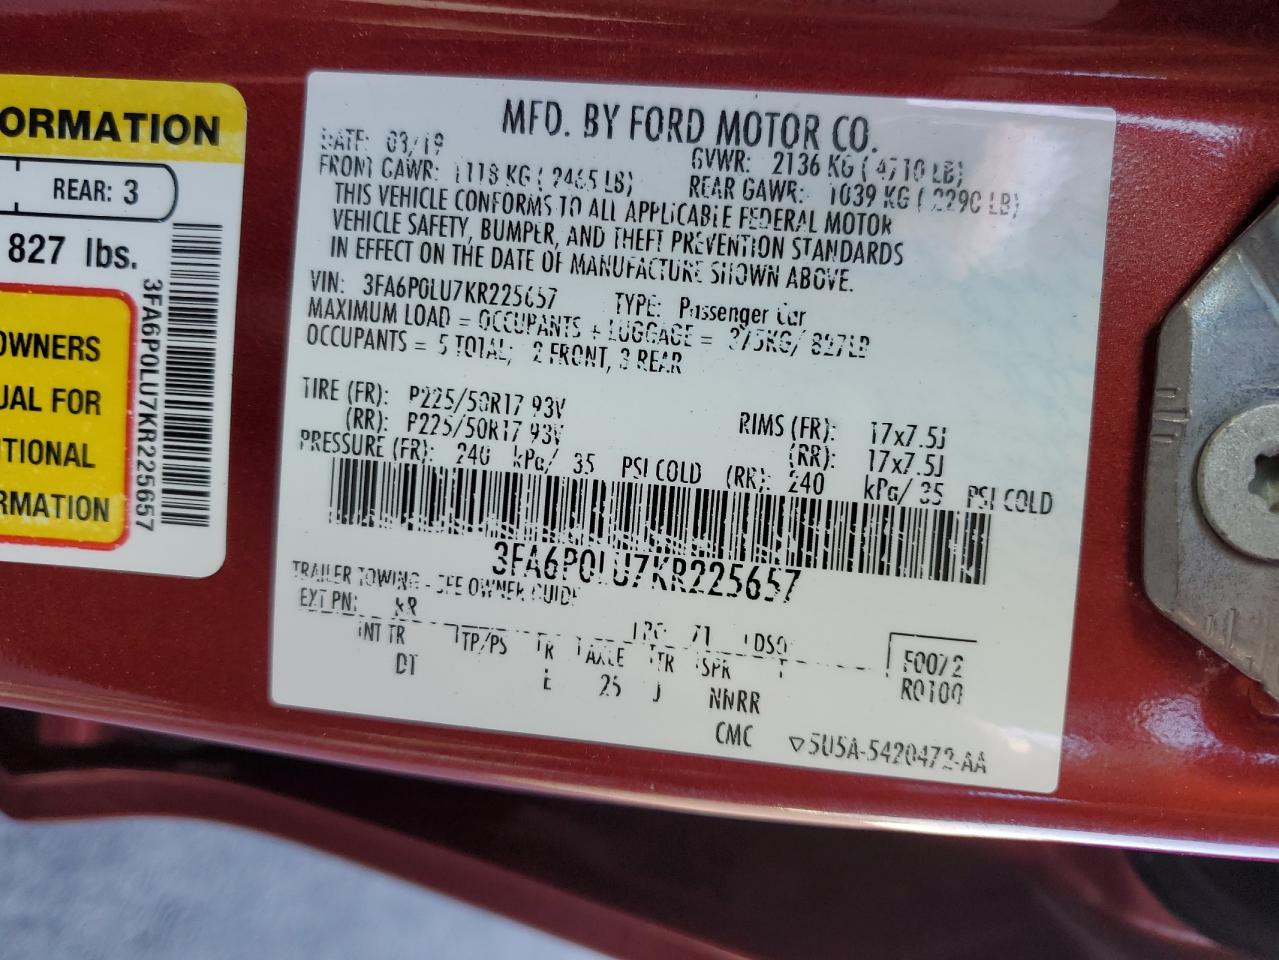 ORMATION
REAR: 3
827 lbs.
3FA6P0LU7KR225657
OWNERS
UAL FOR
ITIONAL
RMATION
MFD. BY FORD MOTOR CO.
DATE: 03/19
GVWR: 2136 KG ( 4710 LB)
FRONT GAWR: 1118 KG ( 2465 LB)
REAR GAWR: 1039 KG ( 2290 LB)
THIS VEHICLE CONFORMS TO ALL APPLICABLE FEDERAL MOTOR
VEHICLE SAFETY, BUMPER, AND THEFT PREVENTION STANDARDS
IN EFFECT ON THE DATE OF MANUFACTURE SHOWN ABOVE.
VIN: 3FA6P0LU7KR225657 TYPE: Passenger Car
MAXIMUM LOAD = OCCUPANTS + LUGGAGE = 375KG/ 827LB
OCCUPANTS = 5 TOTAL; 2 FRONT, 3 REAR
TIRE (FR): P225/50R17 93V
(RR): P225/50R17 93V
RIMS (FR): 17x7.5J
(RR): 17x7.5J
PRESSURE (FR): 240 kPa/ 35 PSI COLD (RR): 240 kPa/ 35 PSI COLD
3FA6P0LU7KR225657
TRAILER TOWING - SEE OWNER GUIDE
EXT PNT: RR
71 DSO:
INT TR TP/PS R AXLE TR SPR
DT E 25 J NNRR
CMC
F0072
R0100
▽5U5A-5420472-AA